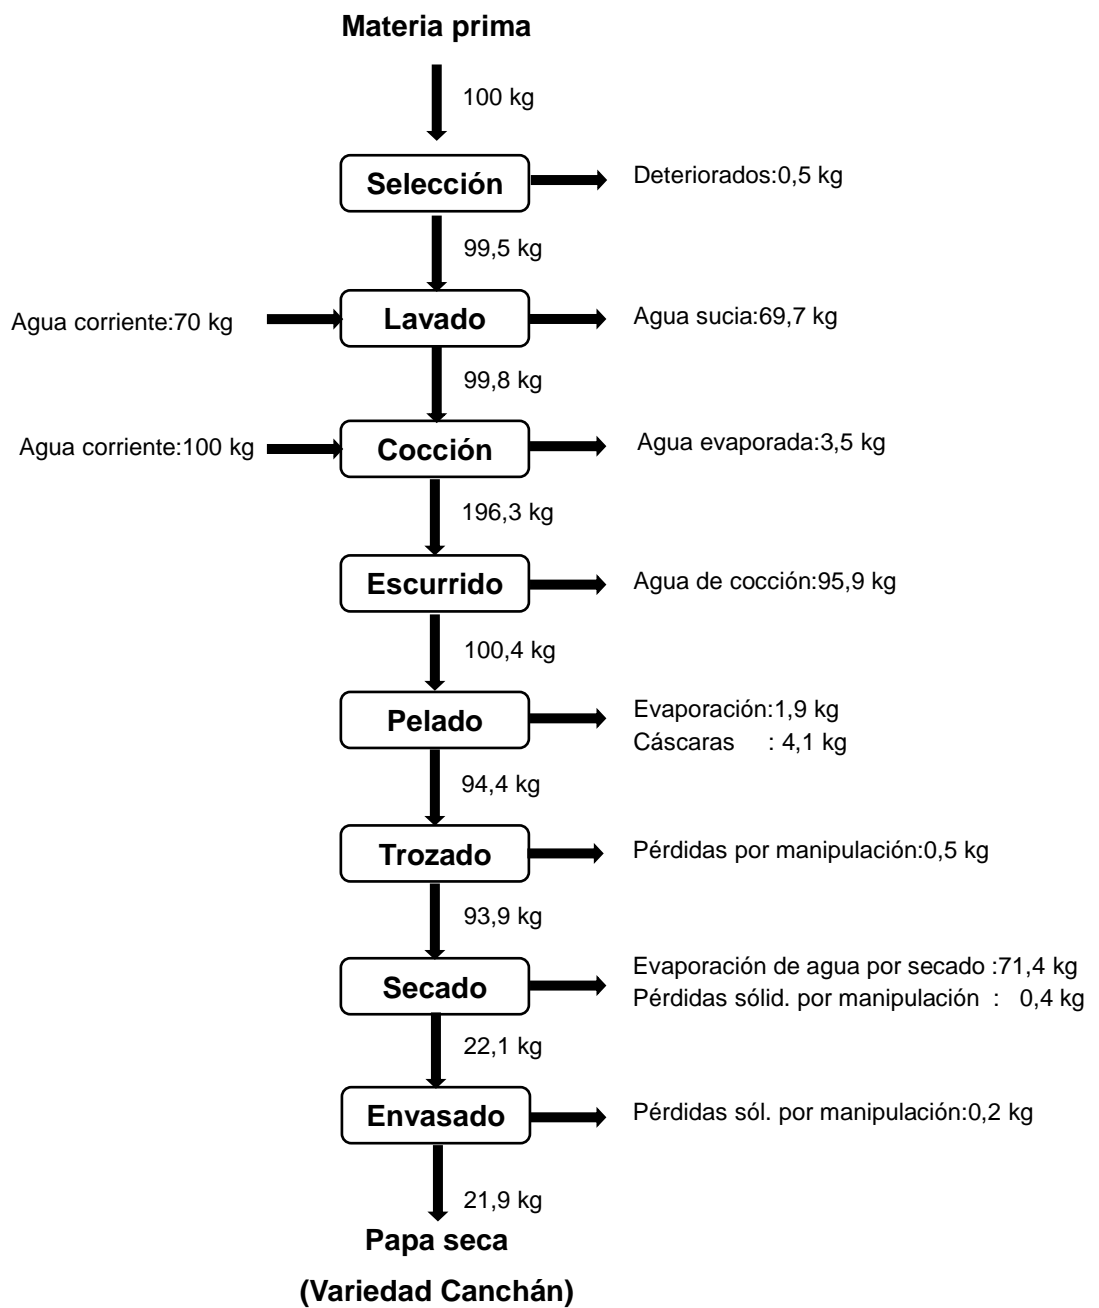 Materia prima
100 kg
Selección
Deteriorados:0,5 kg
99,5 kg
Agua corriente:70 kg
Lavado
Agua sucia:69,7 kg
99,8 kg
Agua corriente:100 kg
Cocción
Agua evaporada:3,5 kg
196,3 kg
Escurrido
Agua de cocción:95,9 kg
100,4 kg
Pelado
Evaporación:1,9 kg
Cáscaras : 4,1 kg
94,4 kg
Trozado
Pérdidas por manipulación:0,5 kg
93,9 kg
Secado
Evaporación de agua por secado :71,4 kg
Pérdidas sólid. por manipulación : 0,4 kg
22,1 kg
Envasado
Pérdidas sól. por manipulación:0,2 kg
21,9 kg
Papa seca
(Variedad Canchán)